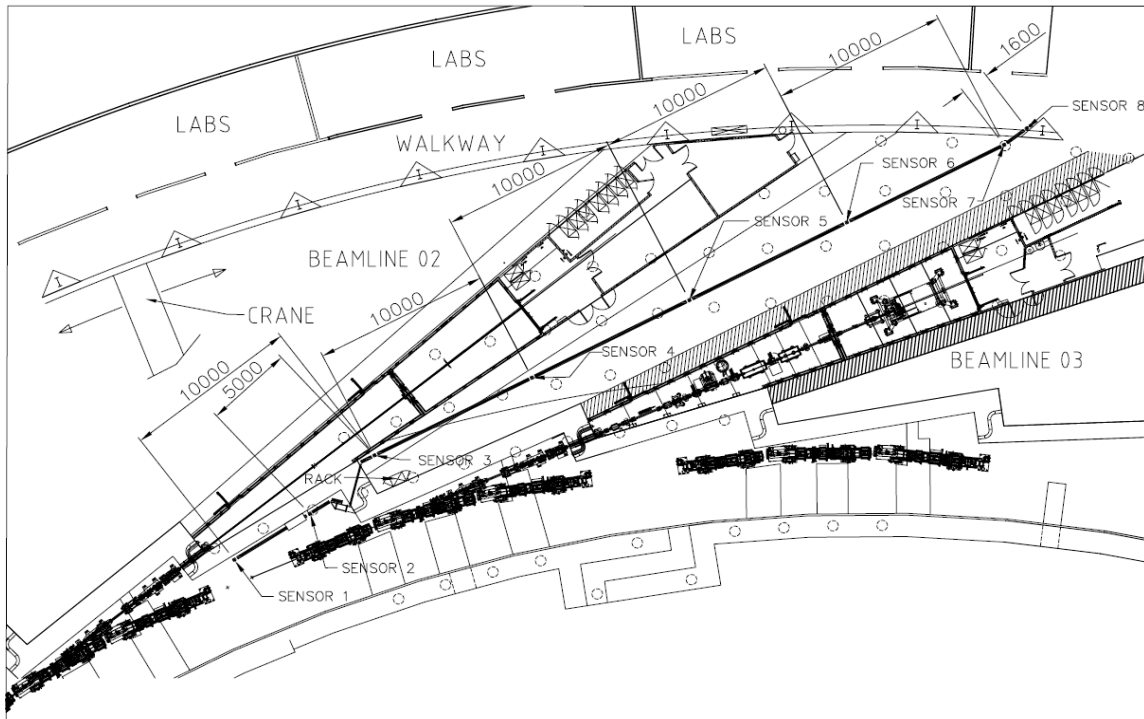 LABS
10000
1600
LABS
10000
SENSOR 8
LABS
WALKWAY
10000
SENSOR 6
SENSOR 7
SENSOR 5
BEAMLINE 02
10000
CRANE
SENSOR 4
BEAMLINE 03
10000
5000
SENSOR 3
RACK
SENSOR 2
SENSOR 1
I
I
I
I
I
I
I
I
I